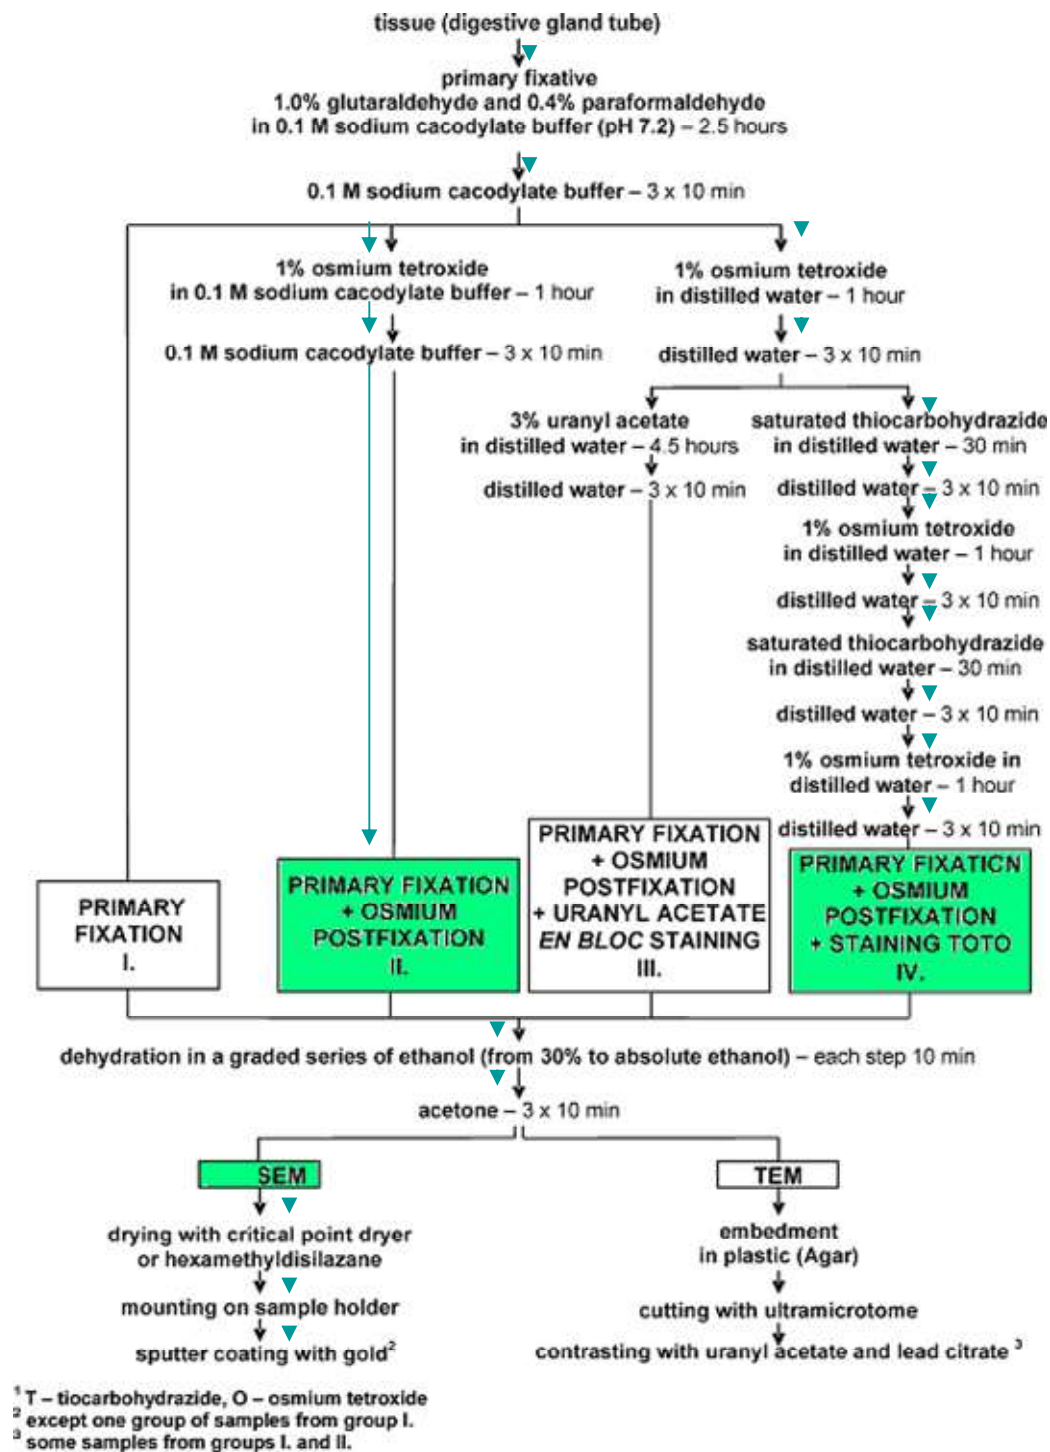 tissue (digestive gland tube)
primary fixative
1.0% glutaraldehyde and 0.4% paraformaldehyde
in 0.1 M sodium cacodylate buffer (pH 7.2) – 2.5 hours
0.1 M sodium cacodylate buffer – 3 x 10 min
1% osmium tetroxide
in 0.1 M sodium cacodylate buffer – 1 hour
0.1 M sodium cacodylate buffer – 3 x 10 min
1% osmium tetroxide
in distilled water – 1 hour
distilled water – 3 x 10 min
3% uranyl acetate
in distilled water – 4.5 hours
distilled water – 3 x 10 min
saturated thiocarbohydrazide
in distilled water – 30 min
distilled water – 3 x 10 min
1% osmium tetroxide
in distilled water – 1 hour
distilled water – 3 x 10 min
saturated thiocarbohydrazide
in distilled water – 30 min
distilled water – 3 x 10 min
1% osmium tetroxide in
distilled water – 1 hour
distilled water – 3 x 10 min
PRIMARY
FIXATION
I.
PRIMARY FIXATION
+ OSMIUM
POSTFIXATION
II.
PRIMARY FIXATION
+ OSMIUM
POSTFIXATION
+ URANYL ACETATE
EN BLOC STAINING
III.
PRIMARY FIXATION
+ OSMIUM
POSTFIXATION
+ STAINING TOTO
IV.
dehydration in a graded series of ethanol (from 30% to absolute ethanol) – each step 10 min
acetone – 3 x 10 min
SEM
drying with critical point dryer
or hexamethyldisilazane
mounting on sample holder
sputter coating with gold²
TEM
embedment
in plastic (Agar)
cutting with ultramicrotome
contrasting with uranyl acetate and lead citrate ³
¹ T – tiocarbohydrazide, O – osmium tetroxide
² except one group of samples from group I.
³ some samples from groups I. and II.